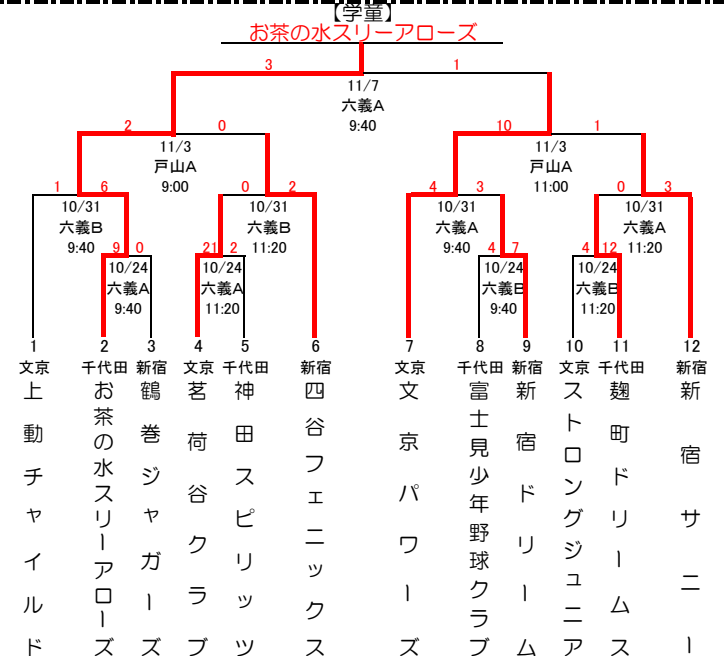 【学童】
お茶の水スリーアローズ
3 1
11/7
六義A
9:40
2 0 10 1
11/3 11/3
戸山A 戸山A
9:00 11:00
1 6 0 2 4 3 0 3
10/31 10/31 10/31 10/31
六義B 六義B 六義A 六義A
9:40 11:20 9:40 11:20
9 0 21 2 4 7 4 12
10/24 10/24 10/24 10/24
六義A 六義A 六義B 六義B
9:40 11:20 9:40 11:20
1 2 3 4 5 6 7 8 9 10 11 12
文京 千代田 新宿 文京 千代田 新宿 文京 千代田 新宿 文京 千代田 新宿
上動チャイルド
お茶の水スリーアローズ
鶴巻ジャガーズ
茗荷谷クラブ
神田スピリッツ
四谷フェニックス
文京パワーズ
富士見少年野球クラブ
新宿ドリーム
ストロングジュニア
麹町ドリームス
新宿サニー